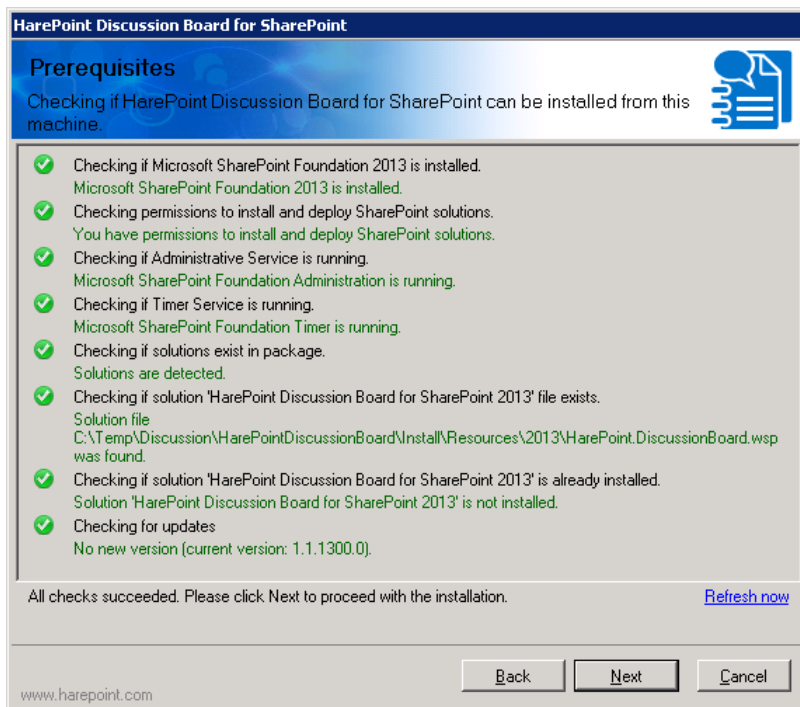 HarePoint Discussion Board for SharePoint
Prerequisites
Checking if HarePoint Discussion Board for SharePoint can be installed from this
machine.
Checking if Microsoft SharePoint Foundation 2013 is installed.
Microsoft SharePoint Foundation 2013 is installed.
Checking permissions to install and deploy SharePoint solutions.
You have permissions to install and deploy SharePoint solutions.
Checking if Administrative Service is running.
Microsoft SharePoint Foundation Administration is running.
Checking if Timer Service is running.
Microsoft SharePoint Foundation Timer is running.
Checking if solutions exist in package.
Solutions are detected.
Checking if solution 'HarePoint Discussion Board for SharePoint 2013' file exists.
Solution file
C:\Temp\Discussion\HarePointDiscussionBoard\Install\Resources\2013\HarePoint.DiscussionBoard.wsp
was found.
Checking if solution 'HarePoint Discussion Board for SharePoint 2013' is already installed.
Solution 'HarePoint Discussion Board for SharePoint 2013' is not installed.
Checking for updates
No new version (current version: 1.1.1300.0).
All checks succeeded. Please click Next to proceed with the installation.
Refresh now
Back
Next
Cancel
www.harepoint.com